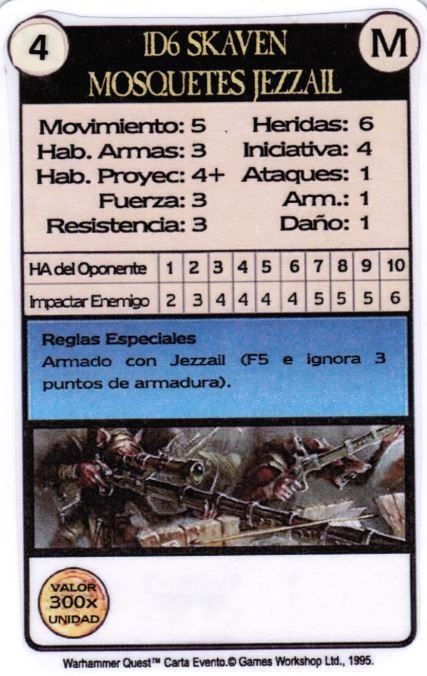 4
1D6 SKAVEN
M
MOSQUETES JEZZAIL
Movimiento: 5 Heridas: 6
Hab. Armas: 3 Iniciativa: 4
Hab. Proyec: 4+ Ataques: 1
Fuerza: 3 Arm.: 1
Resistencia: 3 Daño: 1
HA del Oponente 1 2 3 4 5 6 7 8 9 10
Impactar Enemigo 2 3 4 4 4 4 5 5 5 6
Reglas Especiales
Armado con Jezzail (F5 e ignora 3
puntos de armadura).
VALOR
300x
UNIDAD
Warhammer Quest™ Carta Evento.© Games Workshop Ltd., 1995.